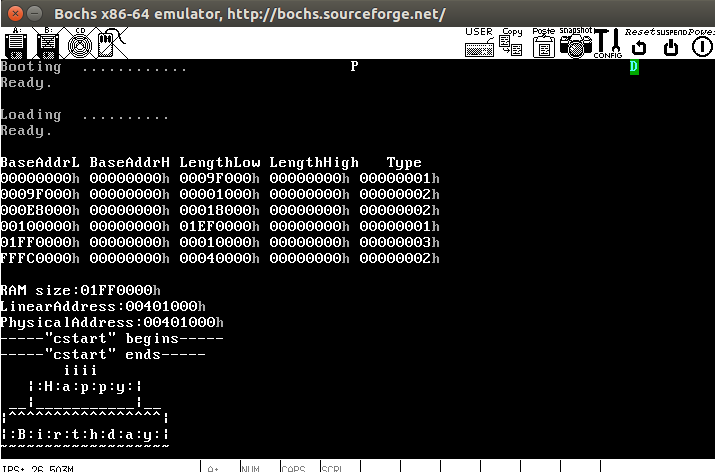 Bochs x86-64 emulator, http://bochs.sourceforge.net/
A: B: CD USER Copy Paste snapshot CONFIG Reset SUSPEND Power
Booting ............ P D
Ready.
Loading ..........
Ready.
BaseAddrL BaseAddrH LengthLow LengthHigh Type
00000000h 00000000h 0009F000h 00000000h 00000001h
0009F000h 00000000h 00001000h 00000000h 00000002h
000E8000h 00000000h 00018000h 00000000h 00000002h
00100000h 00000000h 01EF0000h 00000000h 00000001h
01FF0000h 00000000h 00010000h 00000000h 00000003h
FFFC0000h 00000000h 00040000h 00000000h 00000002h
RAM size:01FF0000h
LinearAddress:00401000h
PhysicalAddress:00401000h
-----"cstart" begins-----
-----"cstart" ends-----
iiii
|:H:a:p:p:y:|
__|___________|__
|^^^^^^^^^^^^^^^^^|
|:B:i:r:t:h:d:a:y:|
~~~~~~~~~~~~~~~~~~~
IPS: 26.503M A: NUM CAPS SCRL